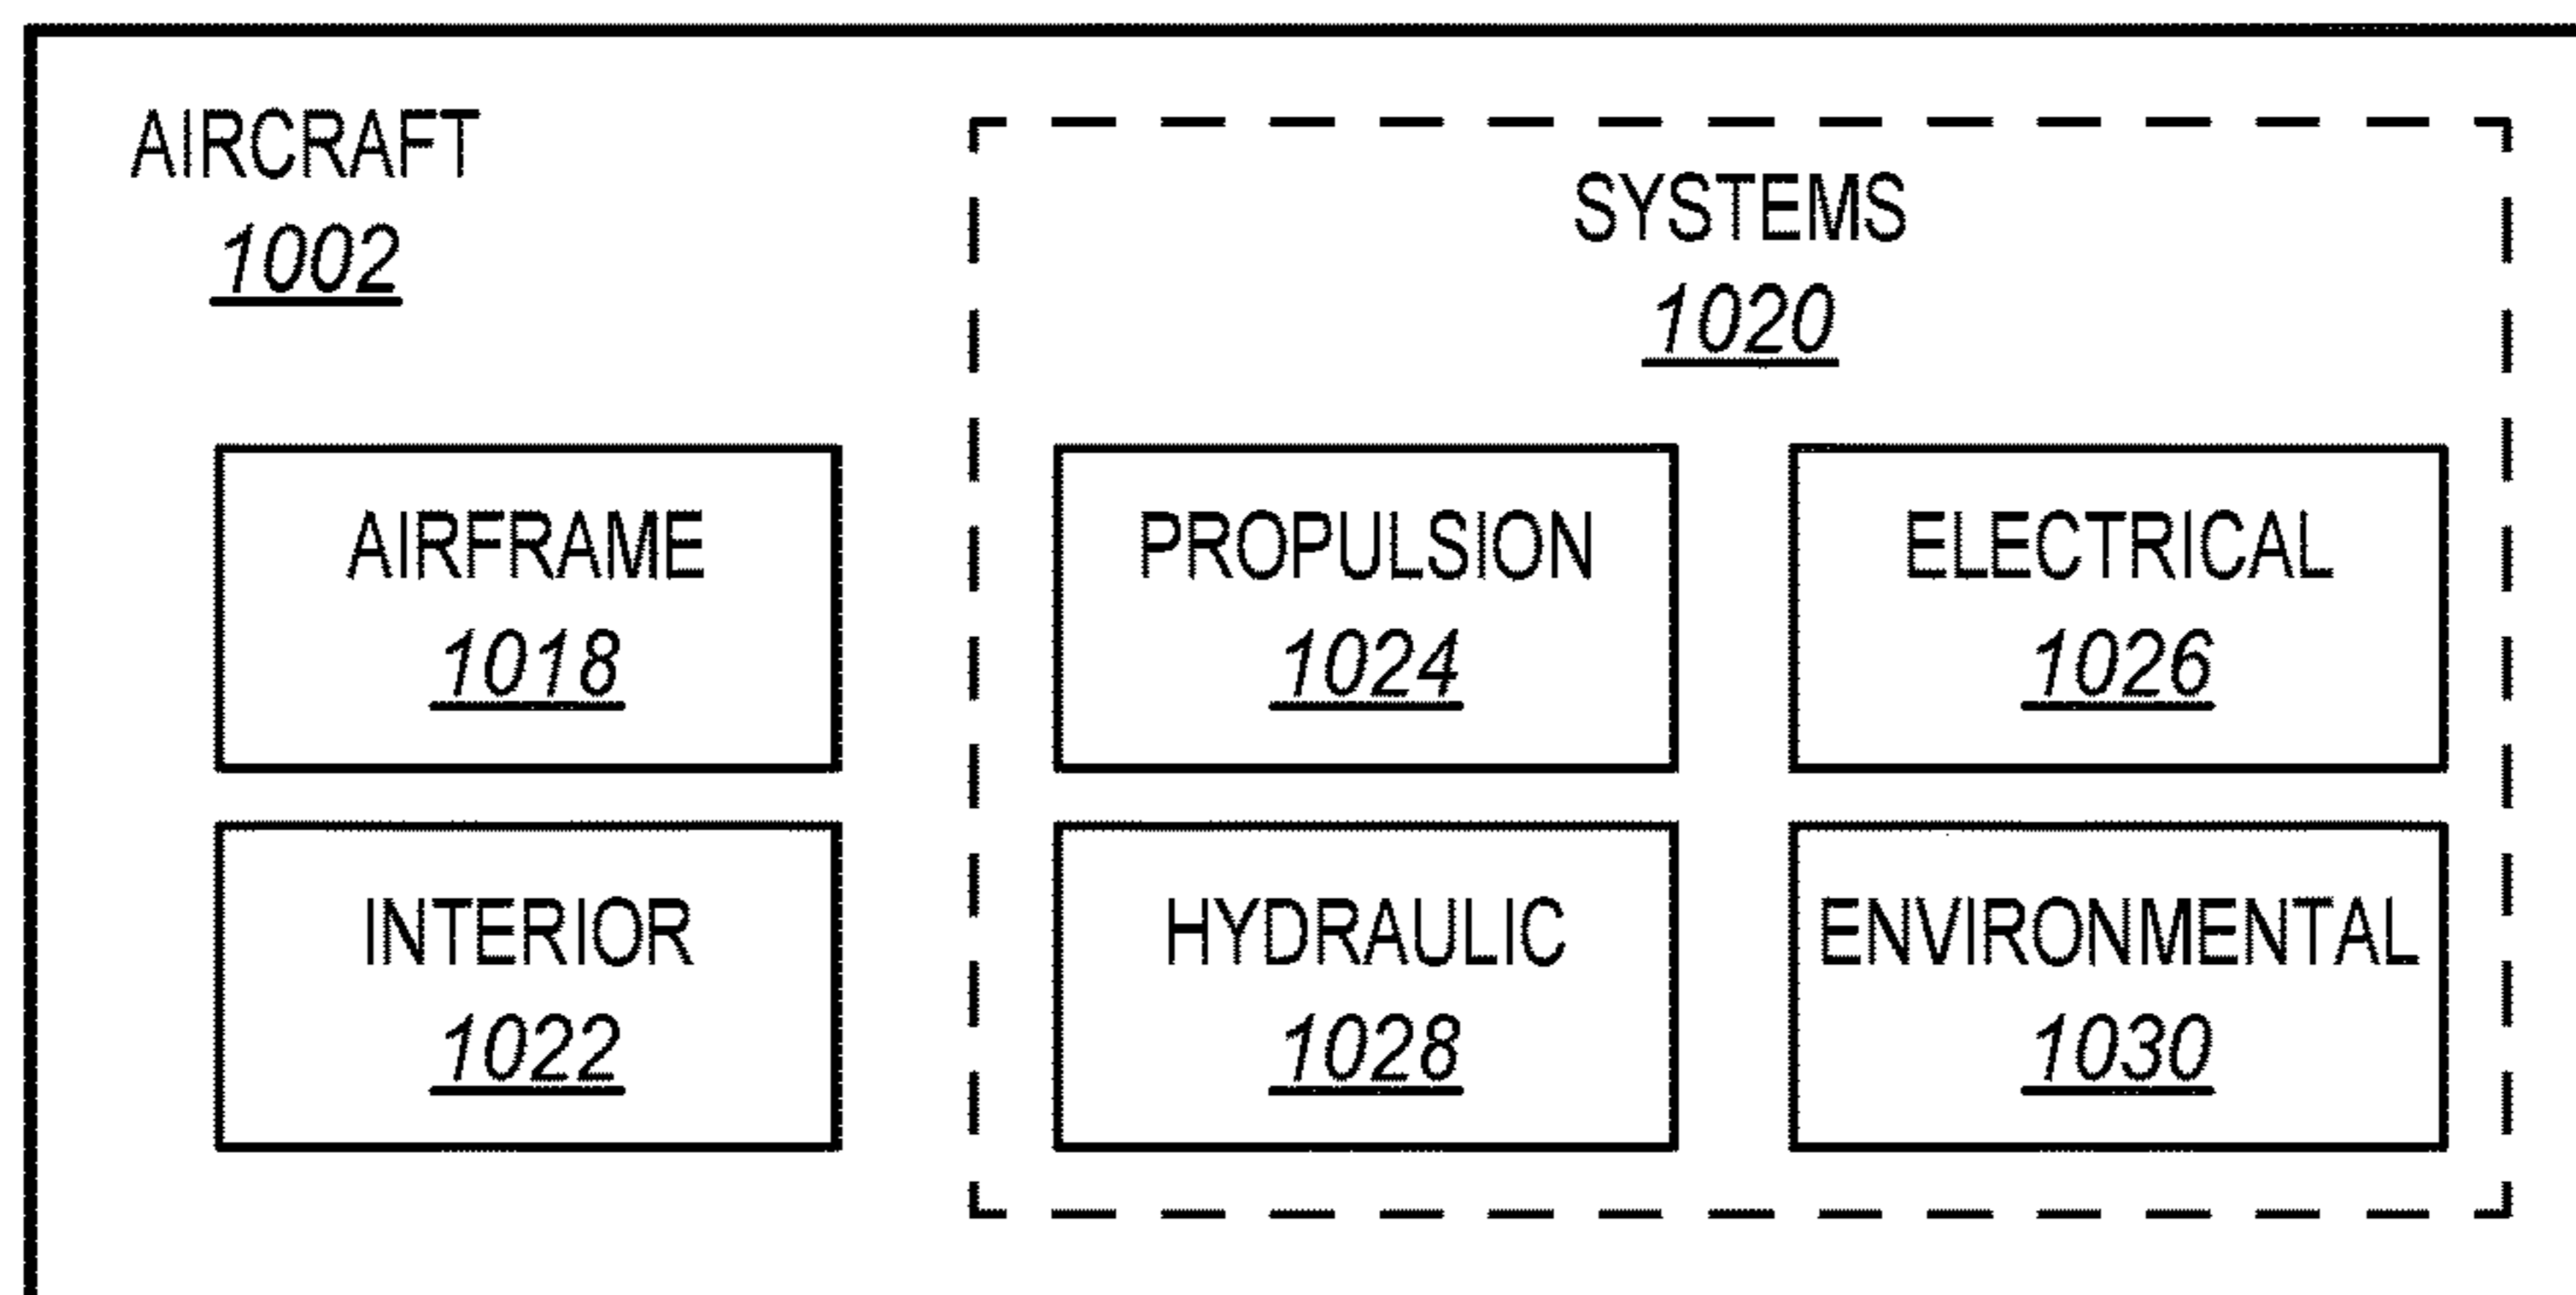 AIRCRAFT
1002
SYSTEMS
1020
AIRFRAME
1018
PROPULSION
1024
ELECTRICAL
1026
INTERIOR
1022
HYDRAULIC
1028
ENVIRONMENTAL
1030